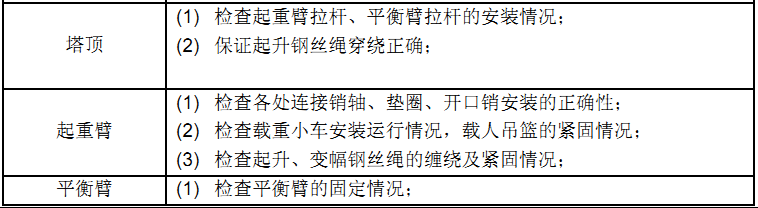 塔顶
(1) 检查起重臂拉杆、平衡臂拉杆的安装情况；
(2) 保证起升钢丝绳穿绕正确；
起重臂
(1) 检查各处连接销轴、垫圈、开口销安装的正确性；
(2) 检查载重小车安装运行情况，载人吊篮的紧固情况；
(3) 检查起升、变幅钢丝绳的缠绕及紧固情况；
平衡臂
(1) 检查平衡臂的固定情况；